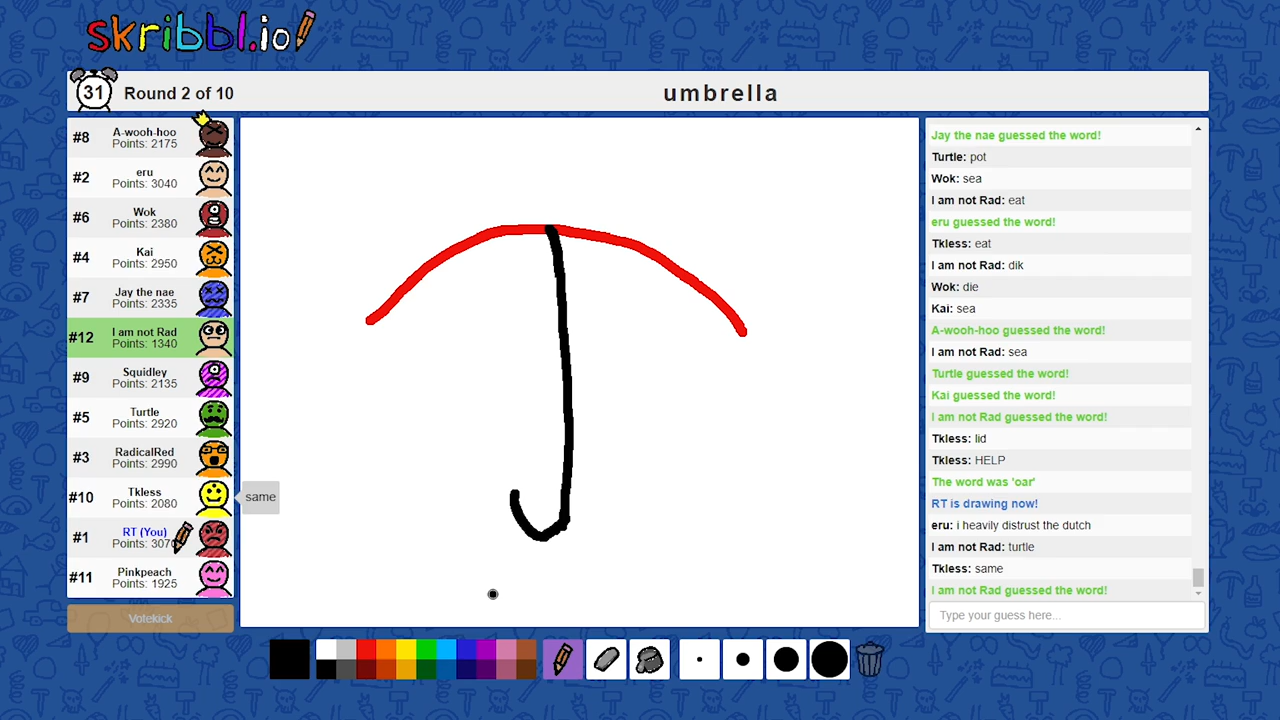 skribbl.io
31 Round 2 of 10
umbrella
#8 A-wooh-hoo
Points: 2175
#2 eru
Points: 3040
#6 Wok
Points: 2380
#4 Kai
Points: 2950
#7 Jay the nae
Points: 2335
#12 I am not Rad
Points: 1340
#9 Squidley
Points: 2135
#5 Turtle
Points: 2920
#3 RadicalRed
Points: 2990
#10 Tkless
Points: 2080
same
#1 RT (You)
Points: 3070
#11 Pinkpeach
Points: 1925
Votekick
Jay the nae guessed the word!
Turtle: pot
Wok: sea
I am not Rad: eat
eru guessed the word!
Tkless: eat
I am not Rad: dik
Wok: die
Kai: sea
A-wooh-hoo guessed the word!
I am not Rad: sea
Turtle guessed the word!
Kai guessed the word!
I am not Rad guessed the word!
Tkless: lid
Tkless: HELP
The word was 'oar'
RT is drawing now!
eru: i heavily distrust the dutch
I am not Rad: turtle
Tkless: same
I am not Rad guessed the word!
Type your guess here...